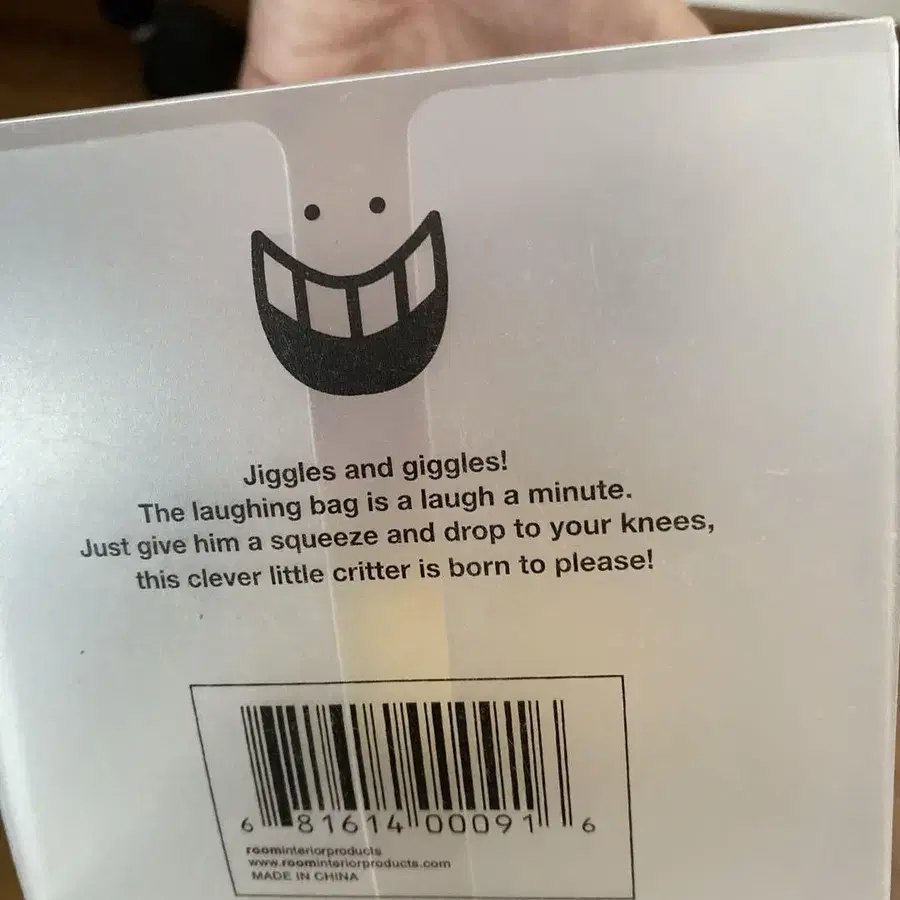 Jiggles and giggles!
The laughing bag is a laugh a minute.
Just give him a squeeze and drop to your knees,
this clever little critter is born to please!
6 81614 00091 6
roominteriorproducts
www.roominteriorproducts.com
MADE IN CHINA